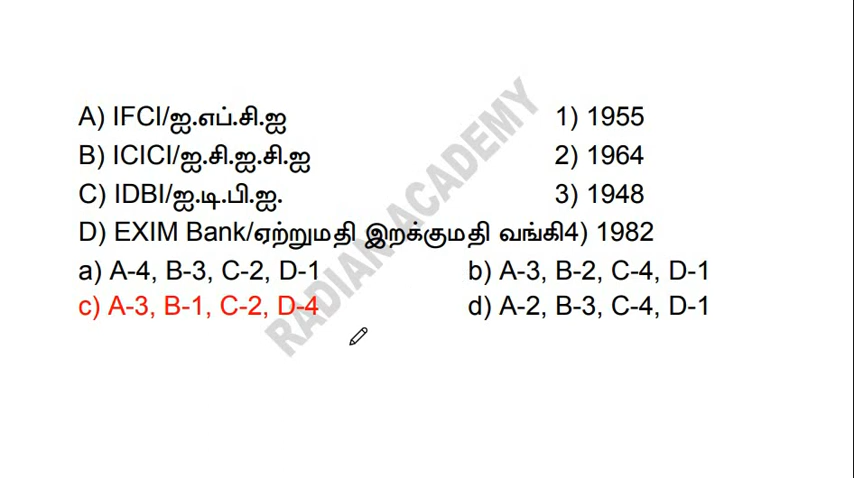 A) IFCI/ஐ.எப்.சி.ஐ 1) 1955
B) ICICI/ஐ.சி.ஐ.சி.ஐ 2) 1964
C) IDBI/ஐ.டி.பி.ஐ. 3) 1948
D) EXIM Bank/ஏற்றுமதி இறக்குமதி வங்கி4) 1982
a) A-4, B-3, C-2, D-1 b) A-3, B-2, C-4, D-1
c) A-3, B-1, C-2, D-4 d) A-2, B-3, C-4, D-1
RADIAN ACADEMY